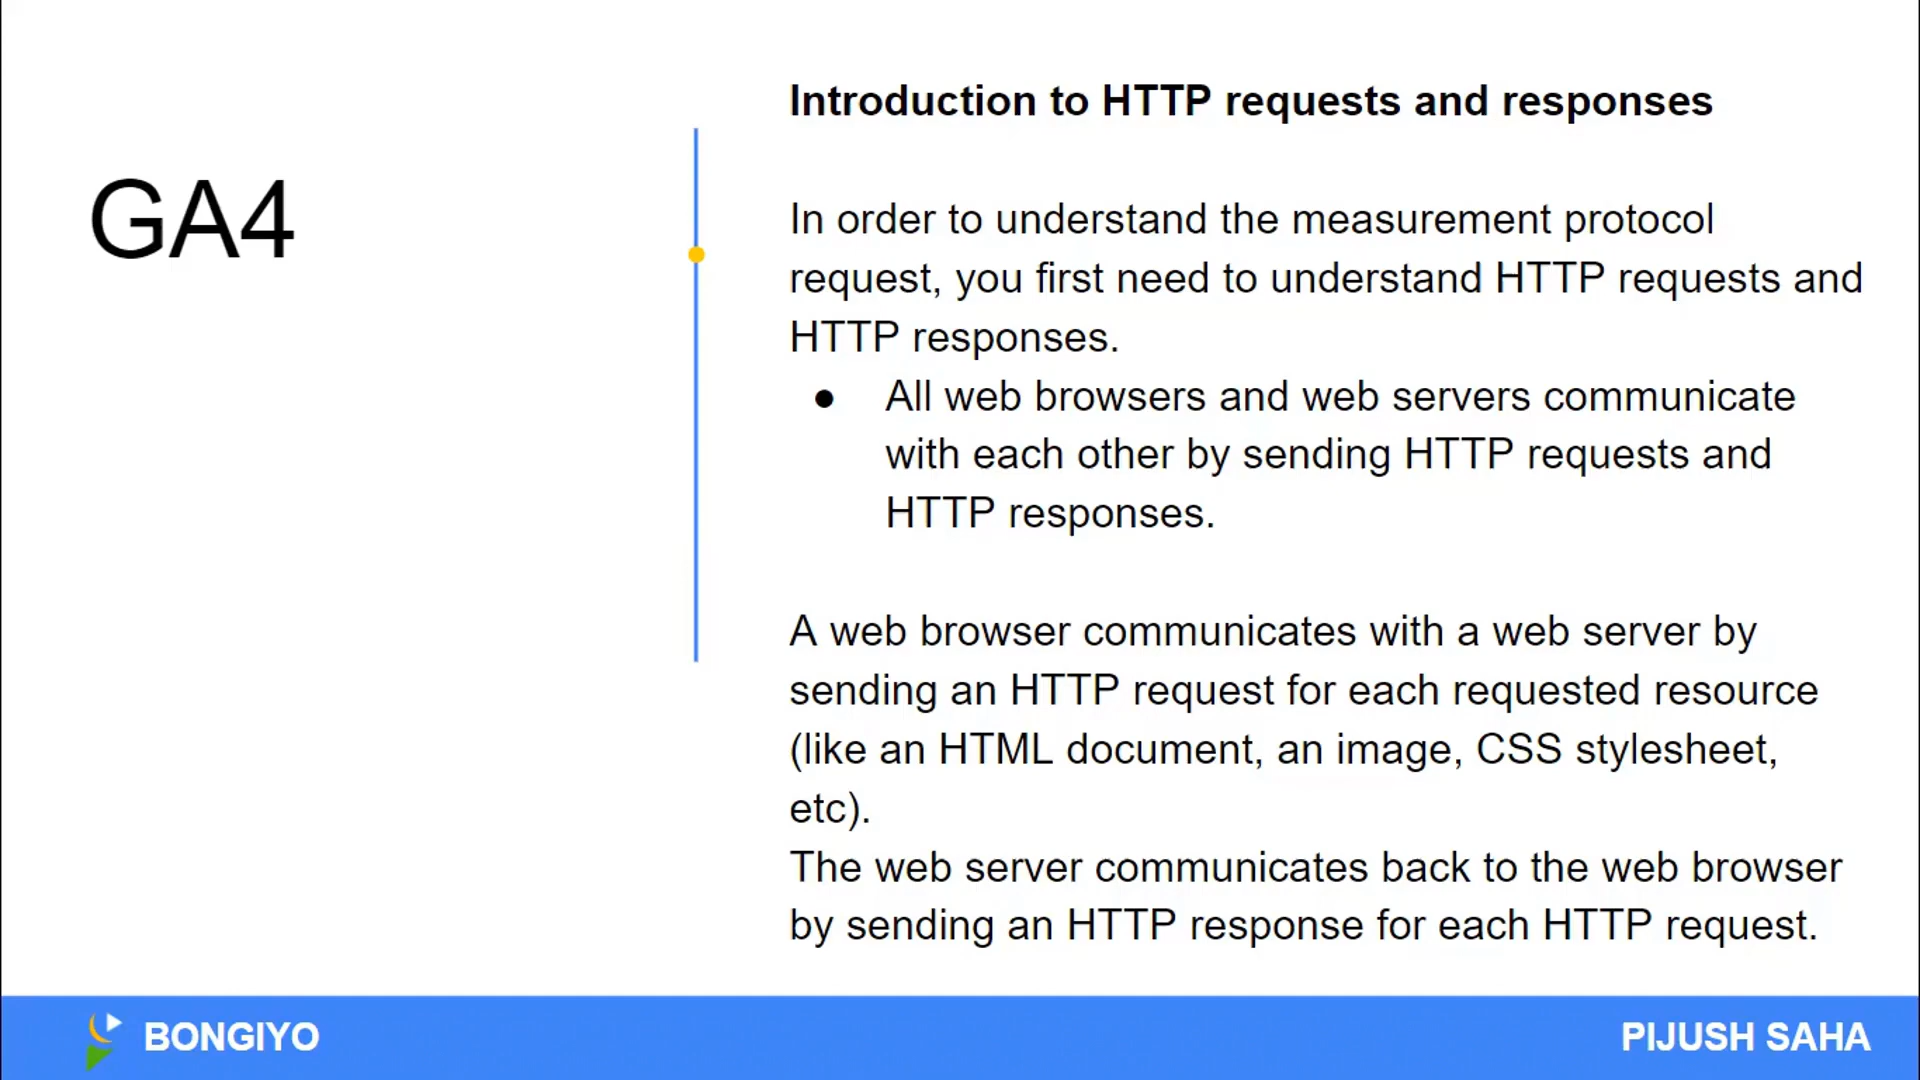 GA4
Introduction to HTTP requests and responses
In order to understand the measurement protocol
request, you first need to understand HTTP requests and
HTTP responses.
● All web browsers and web servers communicate
with each other by sending HTTP requests and
HTTP responses.
A web browser communicates with a web server by
sending an HTTP request for each requested resource
(like an HTML document, an image, CSS stylesheet,
etc).
The web server communicates back to the web browser
by sending an HTTP response for each HTTP request.
BONGIYO
PIJUSH SAHA